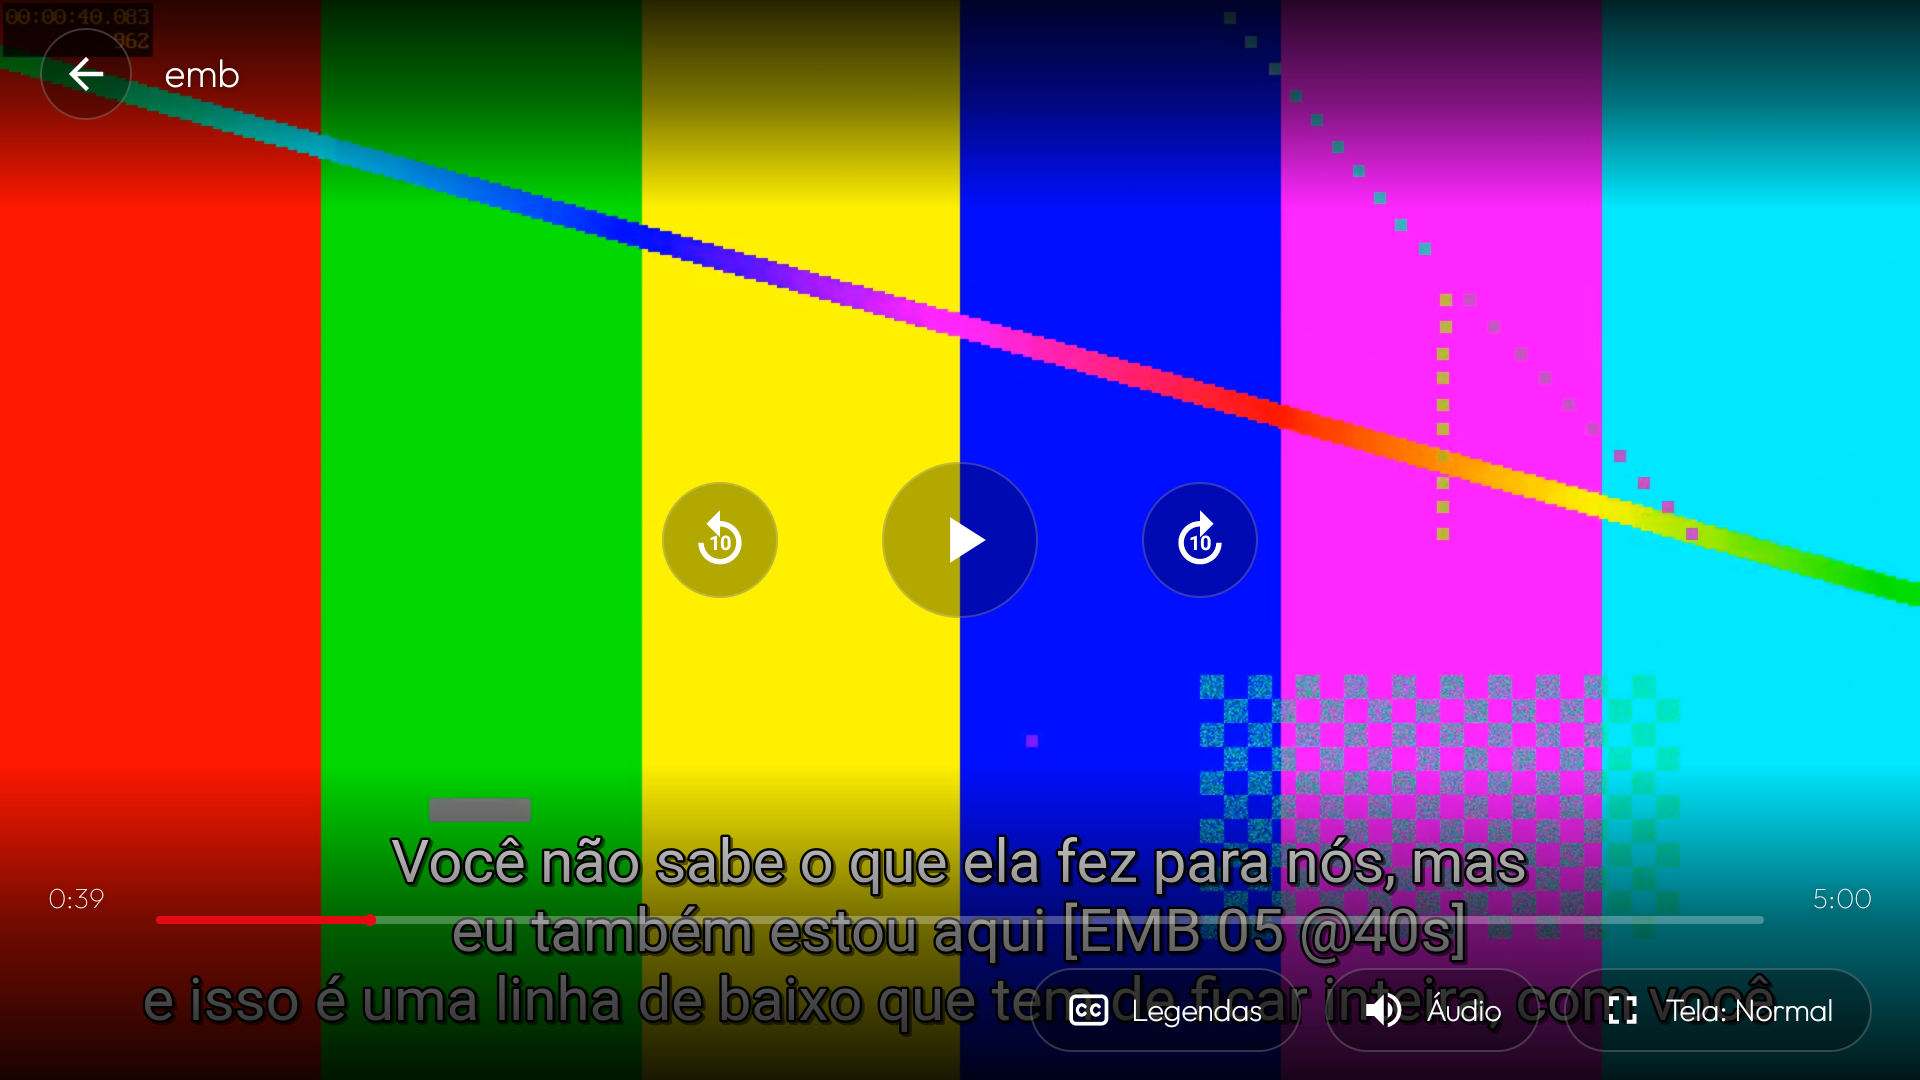 00:00:40.083
962
emb
10
10
Você não sabe o que ela fez para nós, mas
0:39
5:00
eu também estou aqui [EMB 05 @40s]
e isso é uma linha de baixo que tem de ficar inteira, com você
CC Legendas
Áudio
Tela: Normal